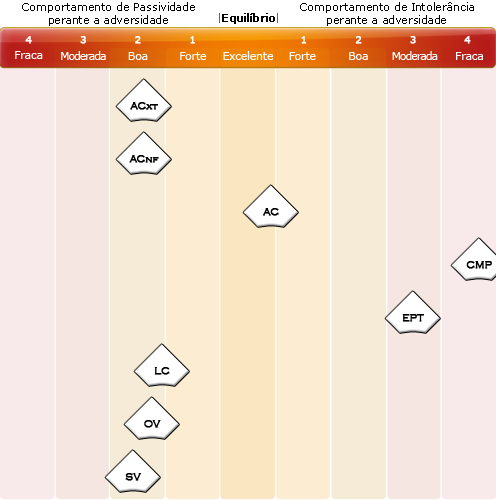 Comportamento de Passividade
perante a adversidade
|Equilíbrio|
Comportamento de Intolerância
perante a adversidade
4 3 2 1 1 2 3 4
Fraca Moderada Boa Forte Excelente Forte Boa Moderada Fraca
ACXT
ACNF
AC
CMP
EPT
LC
OV
SV